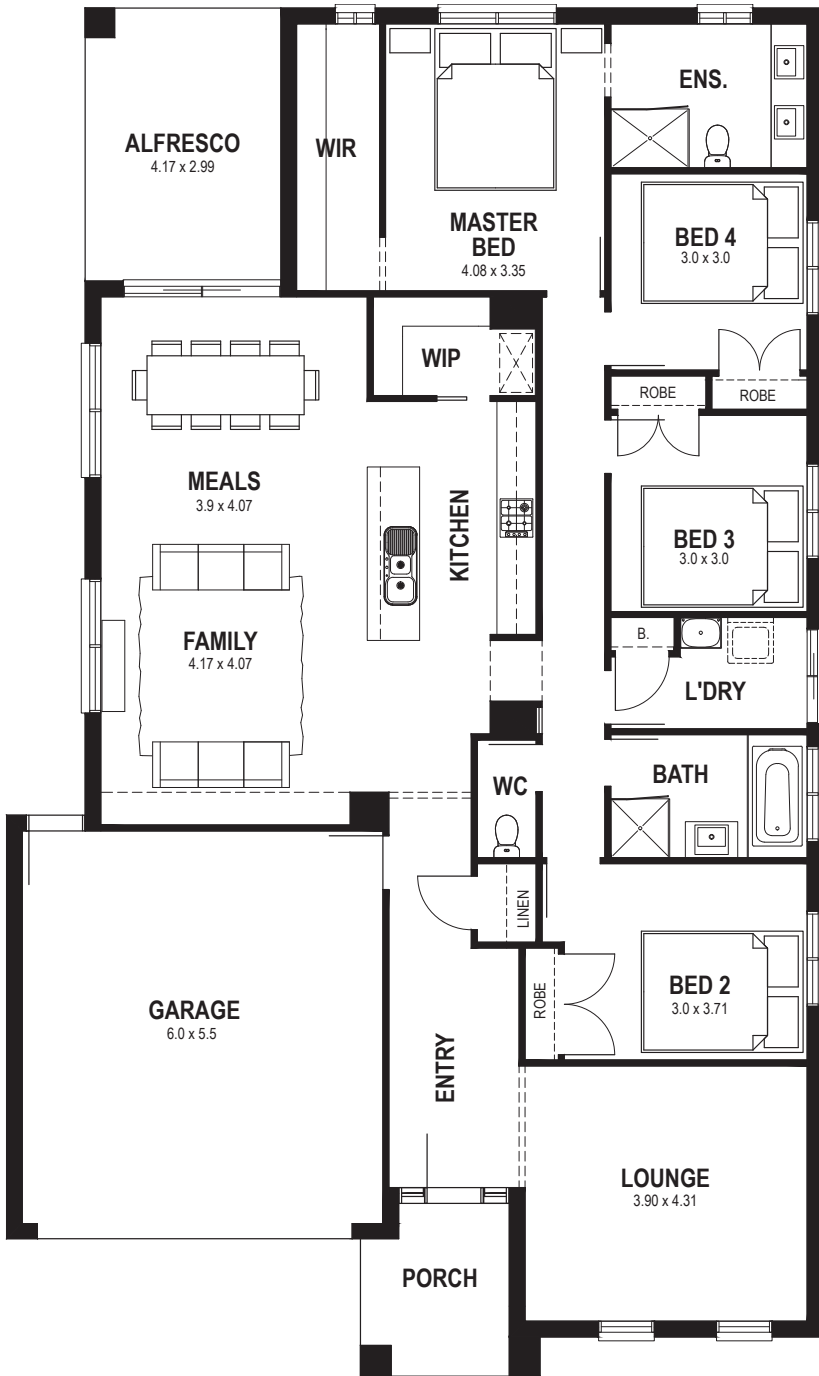 ALFRESCO
4.17 x 2.99
WIR
MASTER
BED
4.08 x 3.35
ENS.
BED 4
3.0 x 3.0
WIP
ROBE
ROBE
MEALS
3.9 x 4.07
KITCHEN
BED 3
3.0 x 3.0
FAMILY
4.17 x 4.07
B.
L'DRY
WC
BATH
LINEN
GARAGE
6.0 x 5.5
ENTRY
ROBE
BED 2
3.0 x 3.71
LOUNGE
3.90 x 4.31
PORCH